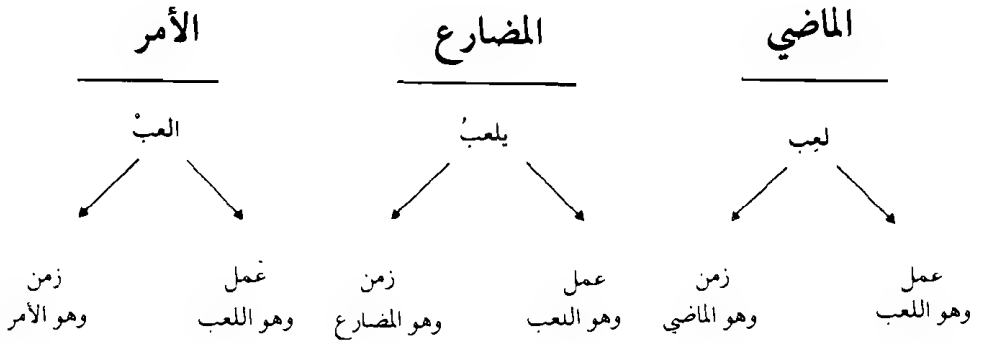 الماضي
المضارع
الأمر
لعِب
يلعبُ
العبْ
عمل
وهو اللعب
زمن
وهو الماضي
عمل
وهو اللعب
زمن
وهو المضارع
عمل
وهو اللعب
زمن
وهو الأمر